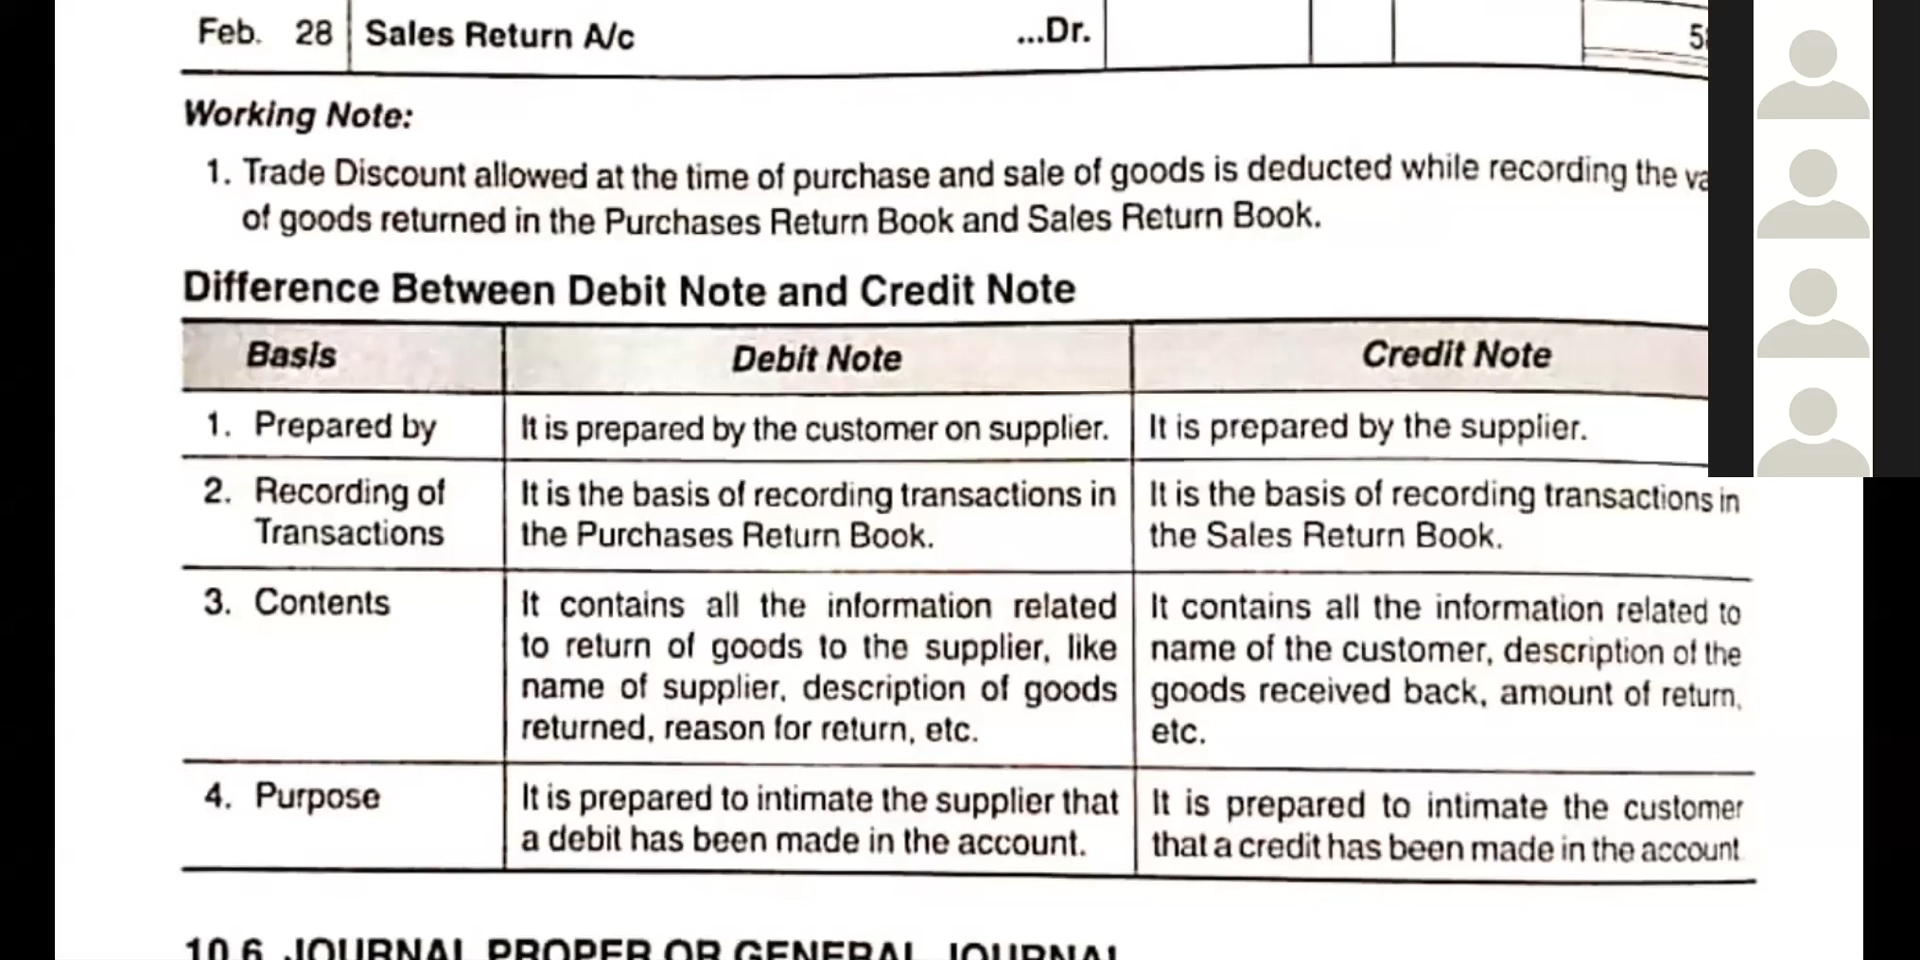 Feb. 28 Sales Return A/c ...Dr.
Working Note:
1. Trade Discount allowed at the time of purchase and sale of goods is deducted while recording the
of goods returned in the Purchases Return Book and Sales Return Book.
Difference Between Debit Note and Credit Note
Basis Debit Note Credit Note
1. Prepared by It is prepared by the customer on supplier. It is prepared by the supplier.
2. Recording of It is the basis of recording transactions in It is the basis of recording transactions in
Transactions the Purchases Return Book. the Sales Return Book.
3. Contents It contains all the information related It contains all the information related to
to return of goods to the supplier, like name of the customer, description of the
name of supplier, description of goods goods received back, amount of return,
returned, reason for return, etc. etc.
4. Purpose It is prepared to intimate the supplier that It is prepared to intimate the customer
a debit has been made in the account. that a credit has been made in the account
10.6 JOURNAL PROPER OR GENERAL JOURNAL